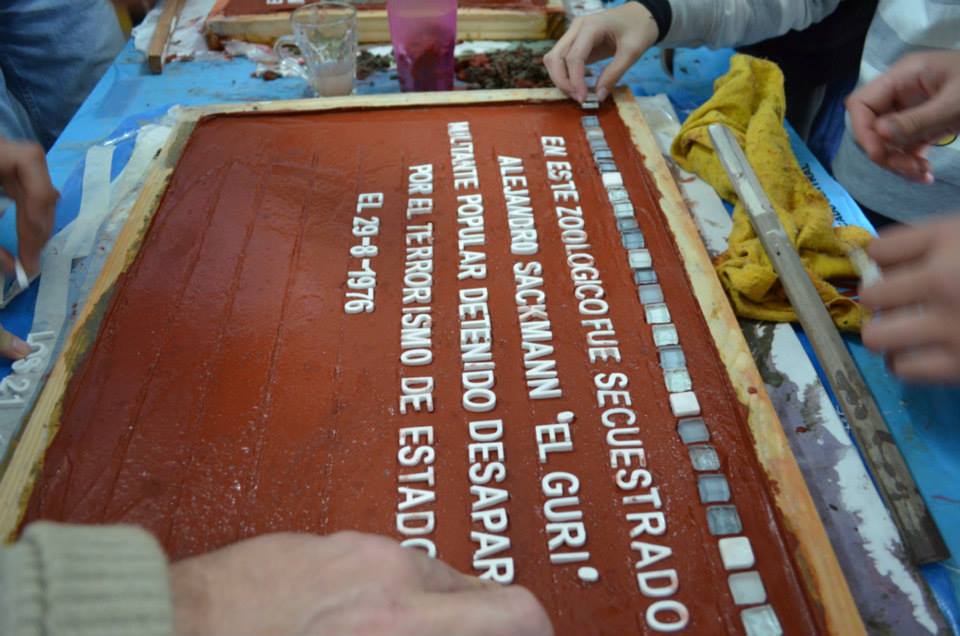 EN ESTE ZOOLOGICO FUE SECUESTRADO
ALEJANDRO SACKMANN "EL GURI"
MILITANTE POPULAR DETENIDO DESAPAR
POR EL TERRORISMO DE ESTADO
EL 29-8-1976